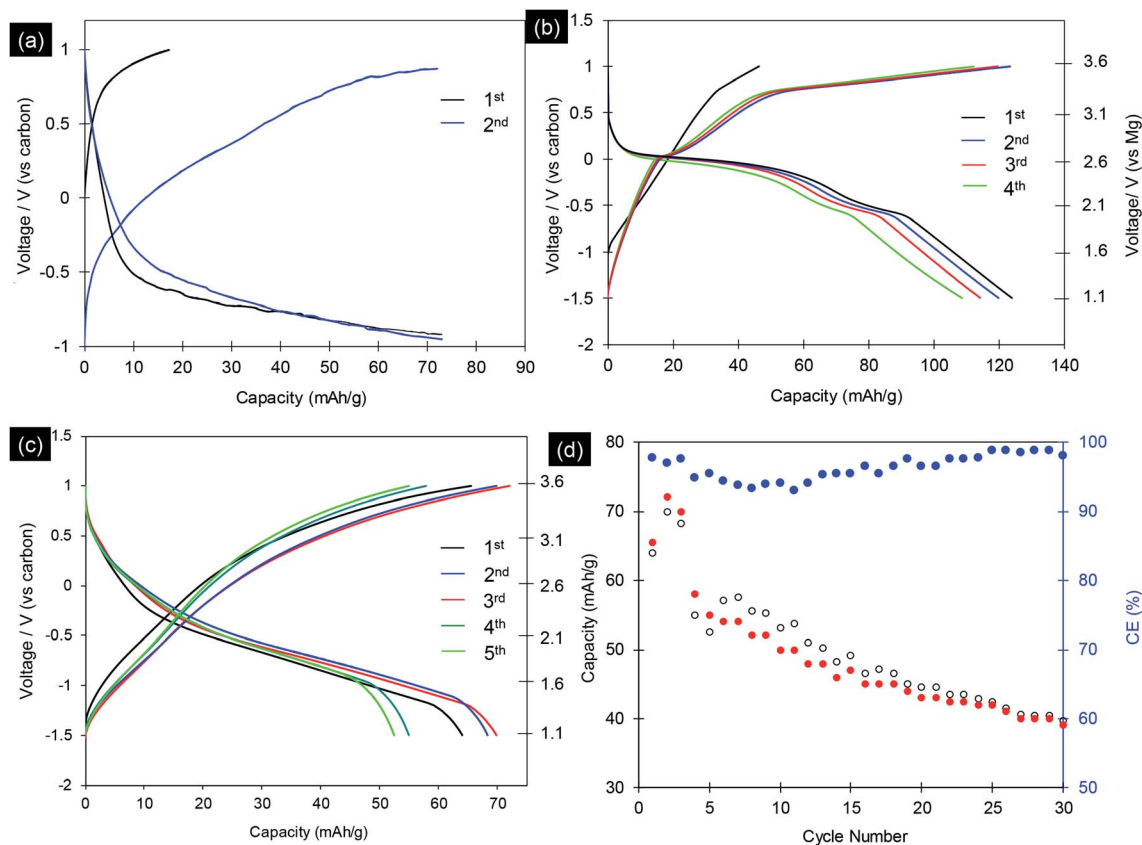 (a)
1
0.5
0
-0.5
-1
Voltage / V (vs carbon)
0 10 20 30 40 50 60 70 80 90
Capacity (mAh/g)
1st
2nd
(b)
1.5
1
0.5
0
-0.5
-1
-1.5
-2
Voltage / V (vs carbon)
3.6
3.1
2.6
2.1
1.6
1.1
Voltage/ V (vs Mg)
0 20 40 60 80 100 120 140
Capacity (mAh/g)
1st
2nd
3rd
4th
(c)
1.5
1
0.5
0
-0.5
-1
-1.5
-2
Voltage / V (vs carbon)
3.6
3.1
2.6
2.1
1.6
1.1
0 10 20 30 40 50 60 70
Capacity (mAh/g)
1st
2nd
3rd
4th
5th
(d)
80
70
60
50
40
30
Capacity (mAh/g)
100
90
80
70
60
50
CE (%)
0 5 10 15 20 25 30
Cycle Number